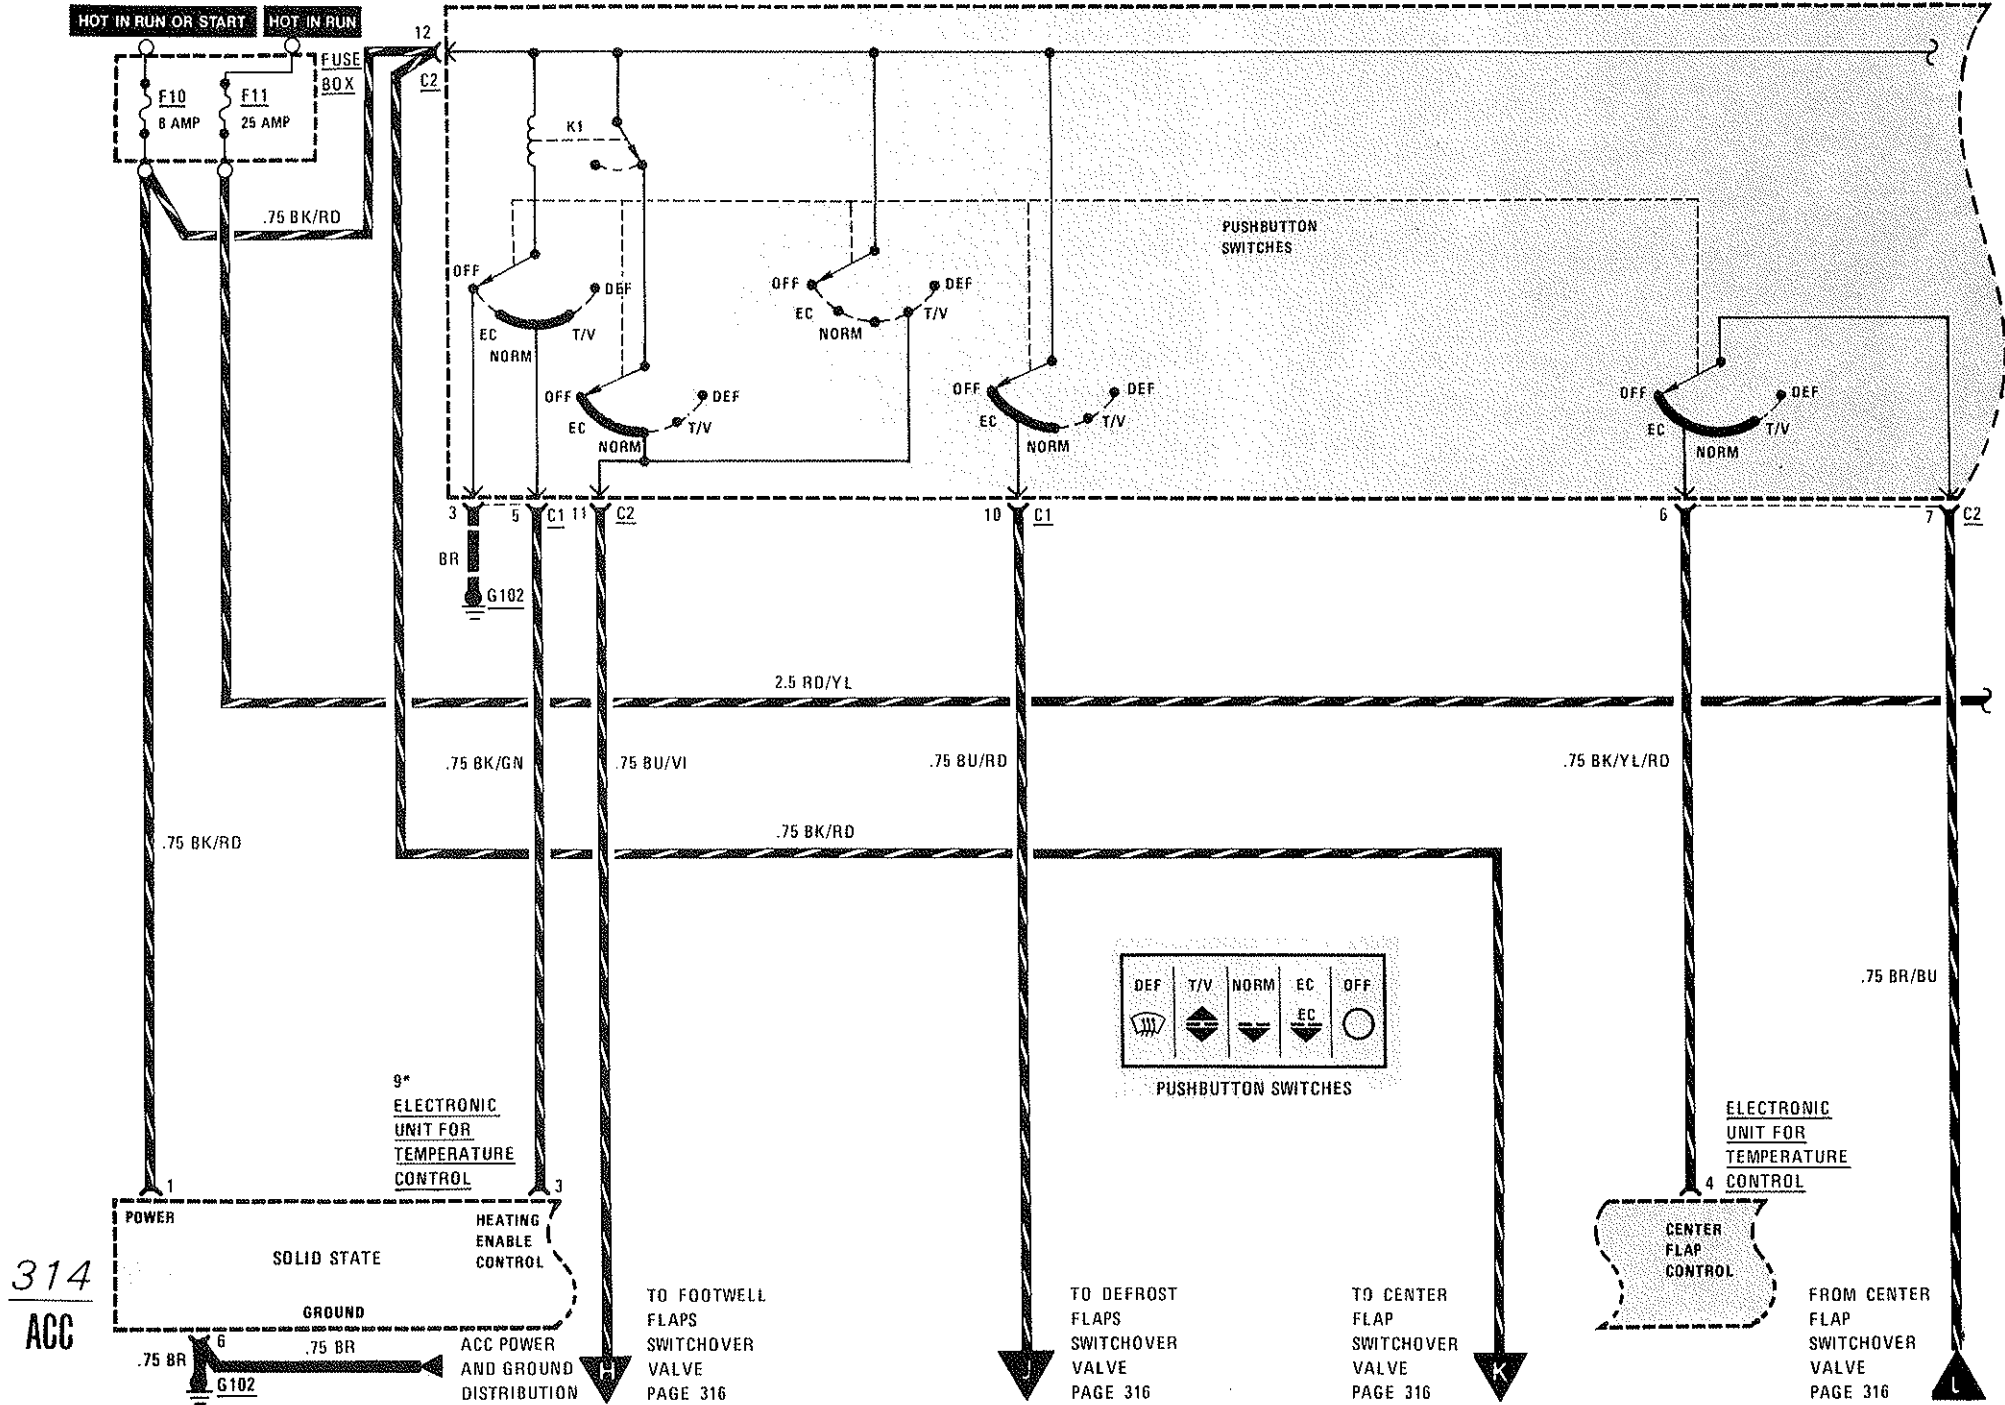 HOT IN RUN OR START
HOT IN RUN
FUSE
BOX
F10
8 AMP
F11
25 AMP
12
C2
K1
.75 BK/RD
PUSHBUTTON
SWITCHES
OFF
DEF
EC
T/V
NORM
OFF
DEF
EC
T/V
NORM
OFF
DEF
EC
T/V
NORM
OFF
DEF
EC
T/V
NORM
OFF
DEF
EC
T/V
NORM
3
5
C1
11
C2
10
C1
6
7
C2
BR
G102
2.5 RD/YL
.75 BK/GN
.75 BU/VI
.75 BU/RD
.75 BK/YL/RD
.75 BK/RD
.75 BK/RD
.75 BR/BU
DEF T/V NORM EC OFF
EC
PUSHBUTTON SWITCHES
9*
ELECTRONIC
UNIT FOR
TEMPERATURE
CONTROL
ELECTRONIC
UNIT FOR
TEMPERATURE
CONTROL
1
3
4
POWER
HEATING
ENABLE
CONTROL
SOLID STATE
GROUND
CENTER
FLAP
CONTROL
314
ACC
6
.75 BR
.75 BR
G102
ACC POWER
AND GROUND
DISTRIBUTION
H
TO FOOTWELL
FLAPS
SWITCHOVER
VALVE
PAGE 316
J
TO DEFROST
FLAPS
SWITCHOVER
VALVE
PAGE 316
TO CENTER
FLAP
SWITCHOVER
VALVE
PAGE 316
K
FROM CENTER
FLAP
SWITCHOVER
VALVE
PAGE 316
L